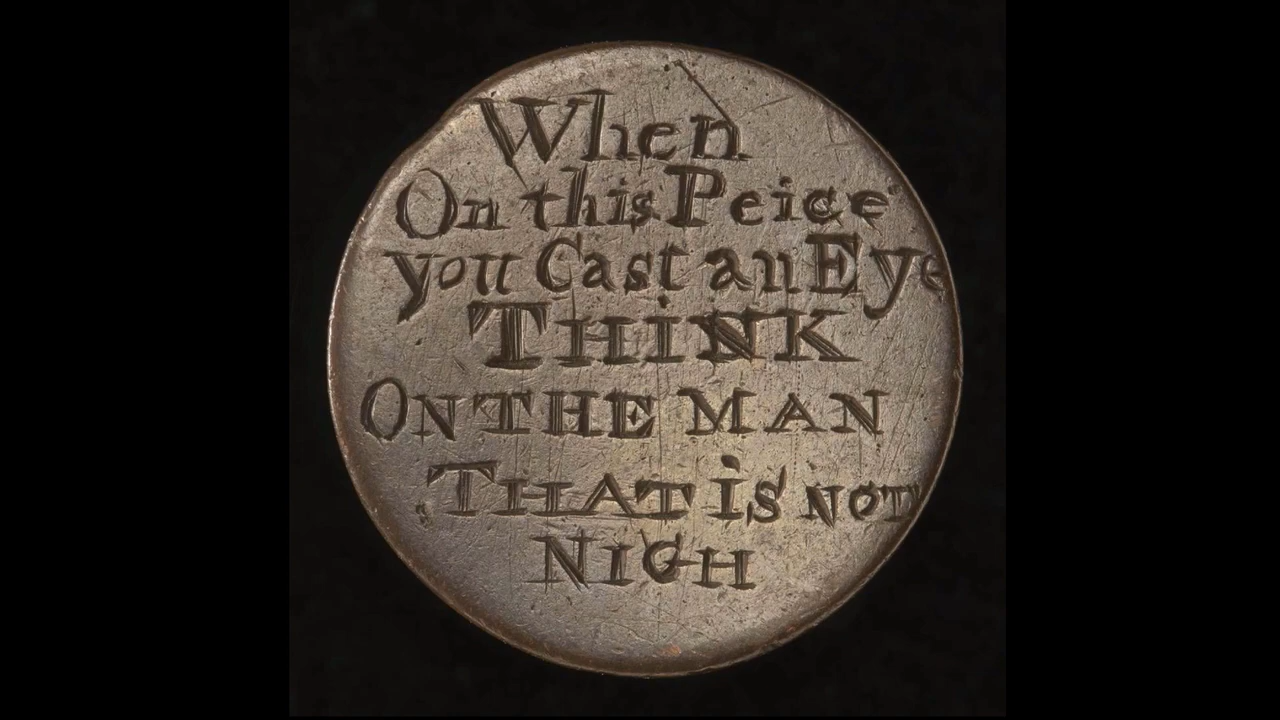 When
On this Peice
you Cast an Eye
THiNK
ON THE MAN
THAT iS NOT
NIGH